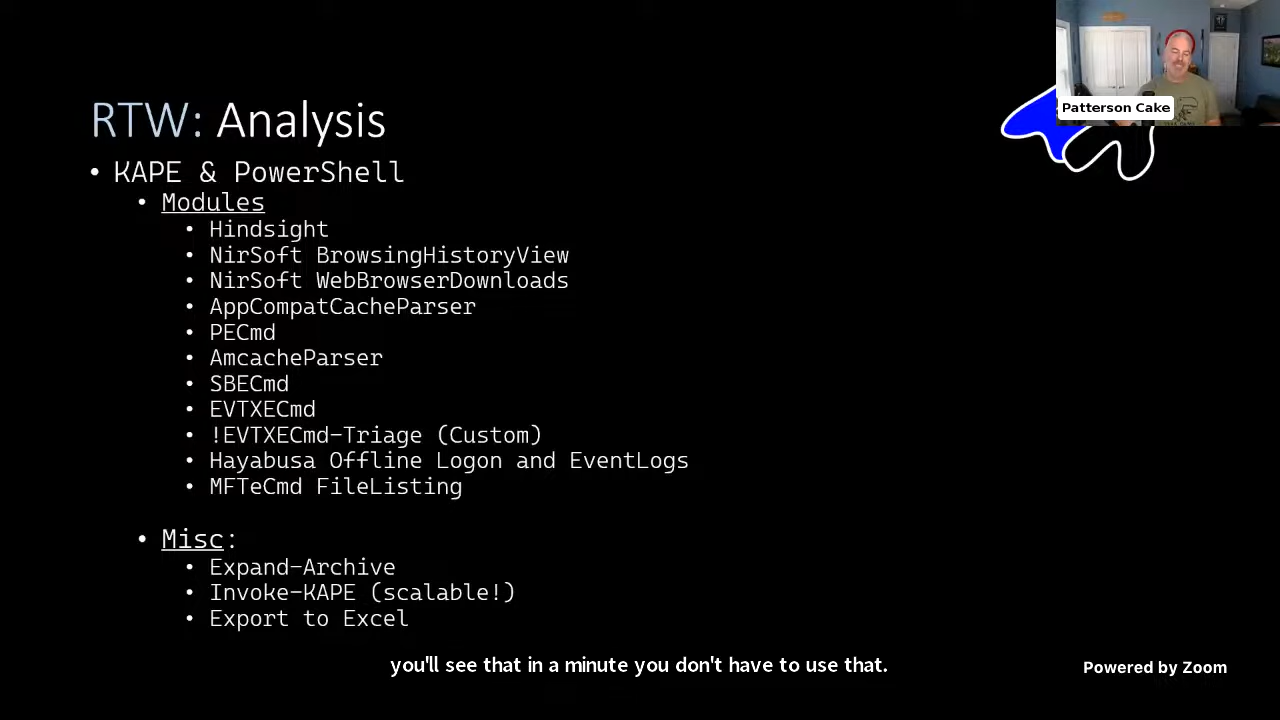 Patterson Cake
RTW: Analysis
• KAPE & PowerShell
• Modules
• Hindsight
• NirSoft BrowsingHistoryView
• NirSoft WebBrowserDownloads
• AppCompatCacheParser
• PECmd
• AmcacheParser
• SBECmd
• EVTXECmd
• !EVTXECmd-Triage (Custom)
• Hayabusa Offline Logon and EventLogs
• MFTeCmd FileListing
• Misc:
• Expand-Archive
• Invoke-KAPE (scalable!)
• Export to Excel
you'll see that in a minute you don't have to use that.
Powered by Zoom